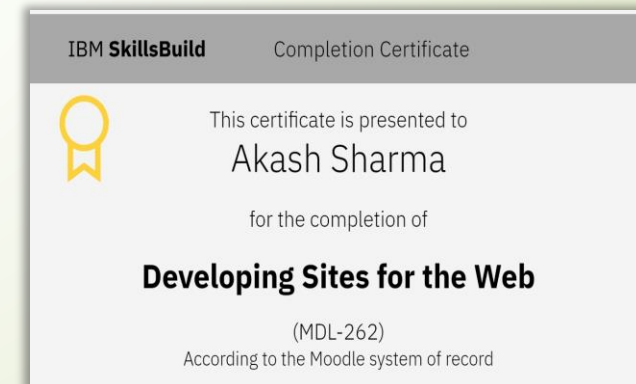 IBM SkillsBuild Completion Certificate
This certificate is presented to
Akash Sharma
for the completion of
Developing Sites for the Web
(MDL-262)
According to the Moodle system of record